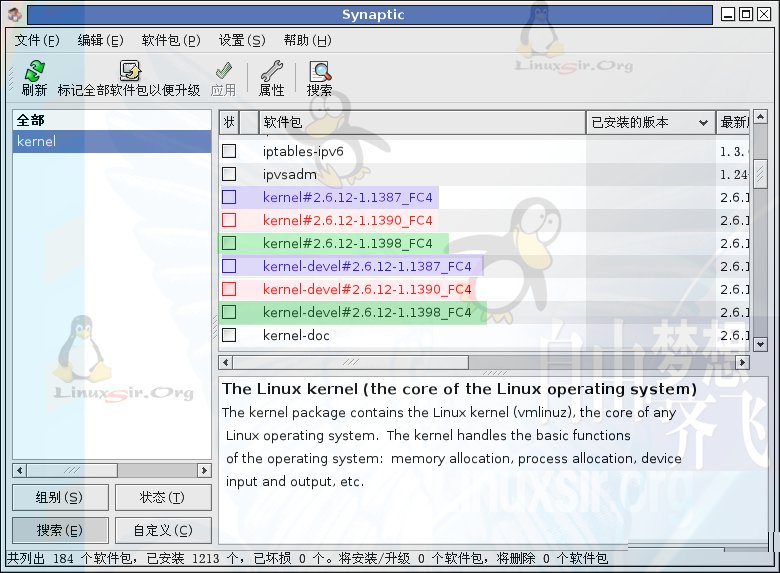 Synaptic
文件(F) 编辑(E) 软件包(P) 设置(S) 帮助(H)
LinuxSir.Org
刷新 标记全部软件包以便升级 应用 属性 搜索
全部
kernel
状 软件包 已安装的版本 最新
iptables-ipv6 1.3.
ipvsadm 1.24
kernel#2.6.12-1.1387_FC4 2.6.1
kernel#2.6.12-1.1390_FC4 2.6.1
kernel#2.6.12-1.1398_FC4 2.6.1
kernel-devel#2.6.12-1.1387_FC4 2.6.1
kernel-devel#2.6.12-1.1390_FC4 2.6.1
kernel-devel#2.6.12-1.1398_FC4 2.6.1
kernel-doc 2.6.1
自由 梦想
齐飞
LinuxSir.Org
The Linux kernel (the core of the Linux operating system)
The kernel package contains the Linux kernel (vmlinuz), the core of any
Linux operating system. The kernel handles the basic functions
of the operating system: memory allocation, process allocation, device
input and output, etc.
Linuxsir.org
组别(S) 状态(T)
搜索(E) 自定义(C)
共列出 184 个软件包，已安装 1213 个，已坏损 0 个。将安装/升级 0 个软件包，将删除 0 个软件包